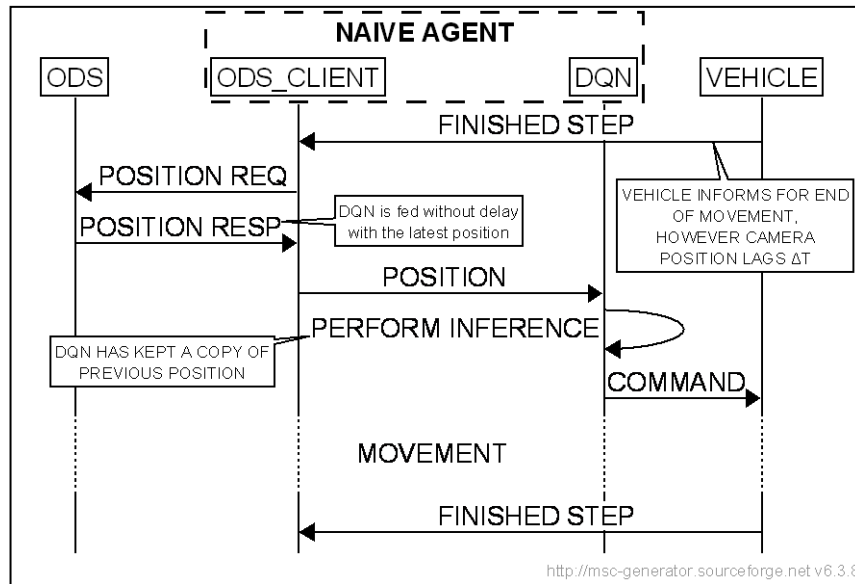 NAIVE AGENT
ODS
ODS_CLIENT
DQN
VEHICLE
FINISHED STEP
VEHICLE INFORMS FOR END
OF MOVEMENT,
HOWEVER CAMERA
POSITION LAGS ΔT
POSITION REQ
POSITION RESP
DQN is fed without delay
with the latest position
POSITION
PERFORM INFERENCE
DQN HAS KEPT A COPY OF
PREVIOUS POSITION
COMMAND
MOVEMENT
FINISHED STEP
http://msc-generator.sourceforge.net v6.3.8